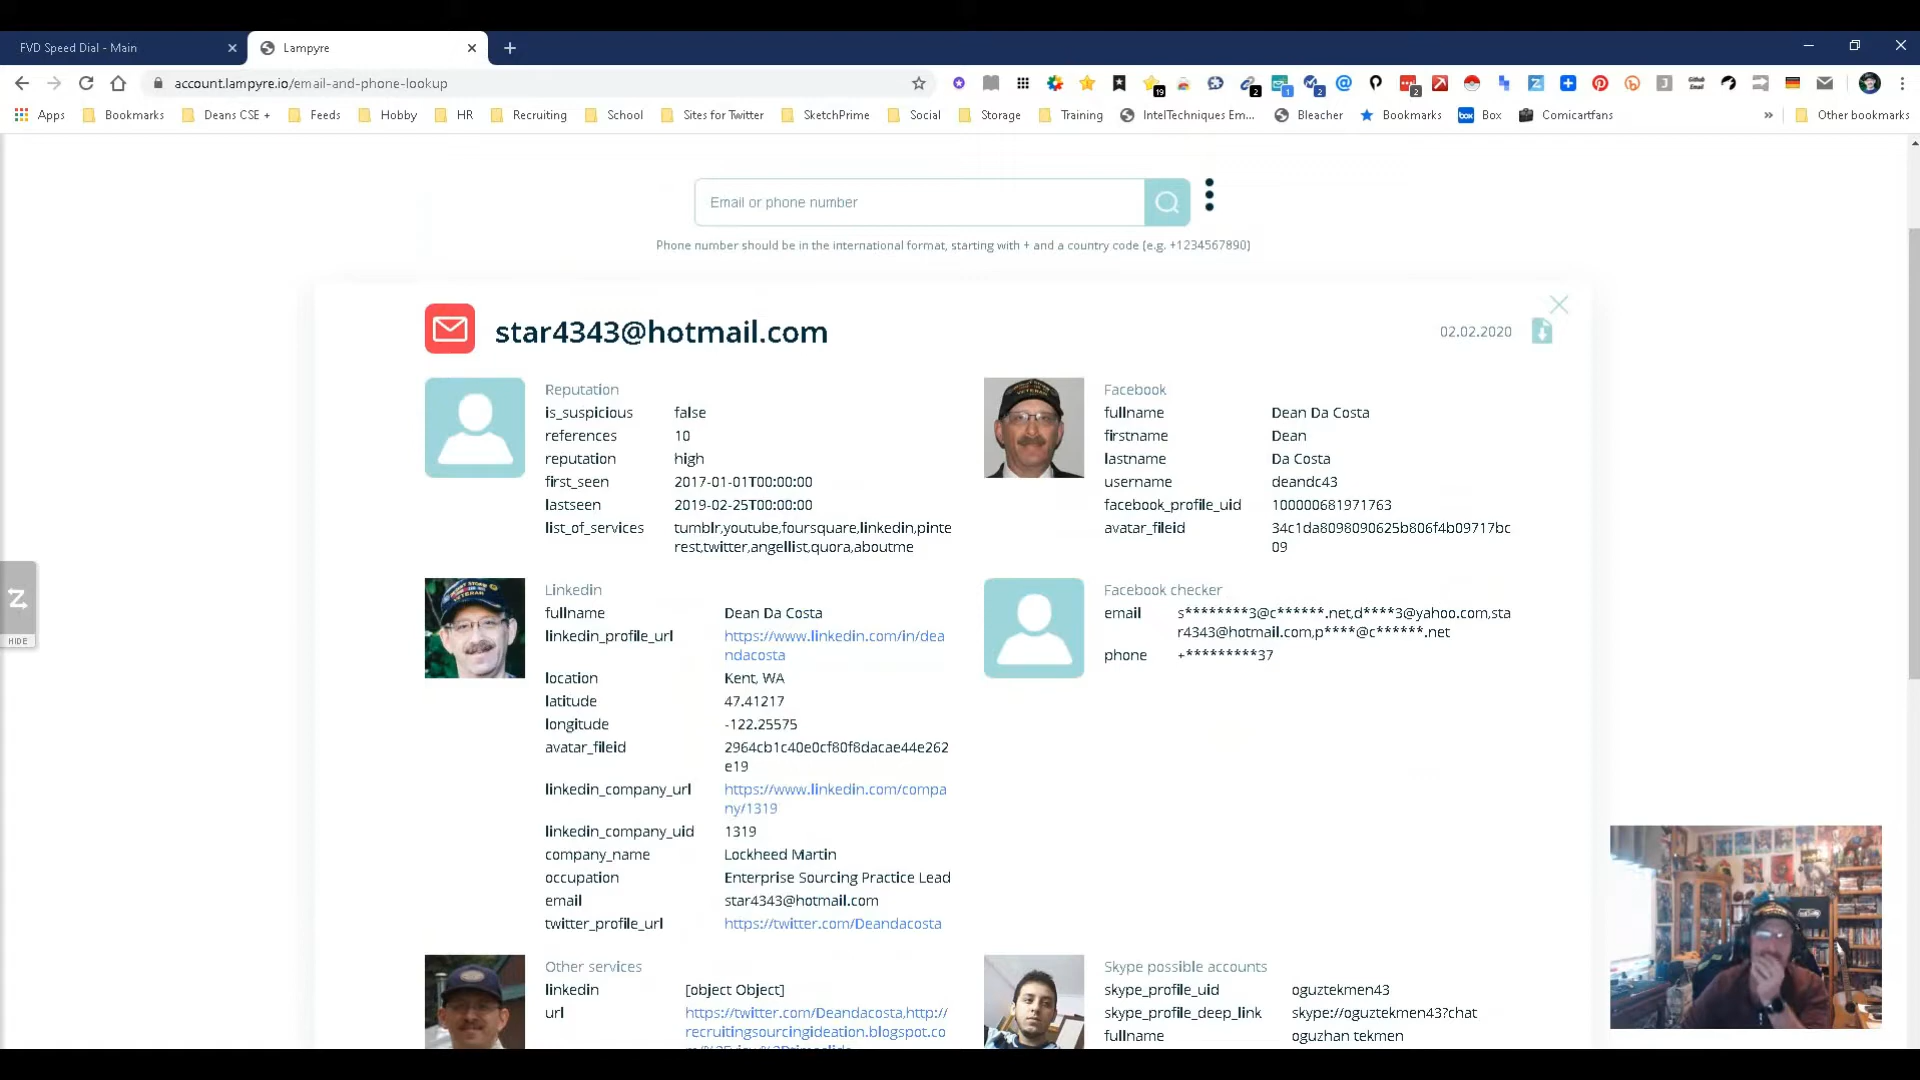 FVD Speed Dial - Main
Lampyre
account.lampyre.io/email-and-phone-lookup
19
2
1
2
2
Apps
Bookmarks
Deans CSE +
Feeds
Hobby
HR
Recruiting
School
Sites for Twitter
SketchPrime
Social
Storage
Training
IntelTechniques Em...
Bleacher
Bookmarks
box
Box
Comicartfans
»
Other bookmarks
Email or phone number
Phone number should be in the international format, starting with + and a country code (e.g. +1234567890)
star4343@hotmail.com
02.02.2020
Reputation
is_suspicious false
references 10
reputation high
first_seen 2017-01-01T00:00:00
lastseen 2019-02-25T00:00:00
list_of_services tumblr,youtube,foursquare,linkedin,pinte
rest,twitter,angellist,quora,aboutme
Facebook
fullname Dean Da Costa
firstname Dean
lastname Da Costa
username deandc43
facebook_profile_uid 100000681971763
avatar_fileid 34c1da8098090625b806f4b09717bc
09
Linkedin
fullname Dean Da Costa
linkedin_profile_url https://www.linkedin.com/in/dea
ndacosta
location Kent, WA
latitude 47.41217
longitude -122.25575
avatar_fileid 2964cb1c40e0cf80f8dacae44e262
e19
linkedin_company_url https://www.linkedin.com/compa
ny/1319
linkedin_company_uid 1319
company_name Lockheed Martin
occupation Enterprise Sourcing Practice Lead
email star4343@hotmail.com
twitter_profile_url https://twitter.com/Deandacosta
Facebook checker
email s********3@c******.net,d****3@yahoo.com,sta
r4343@hotmail.com,p****@c******.net
phone +*********37
HIDE
Other services
linkedin [object Object]
url https://twitter.com/Deandacosta,http://
recruitingsourcingideation.blogspot.co
Skype possible accounts
skype_profile_uid oguztekmen43
skype_profile_deep_link skype://oguztekmen43?chat
fullname oguzhan tekmen